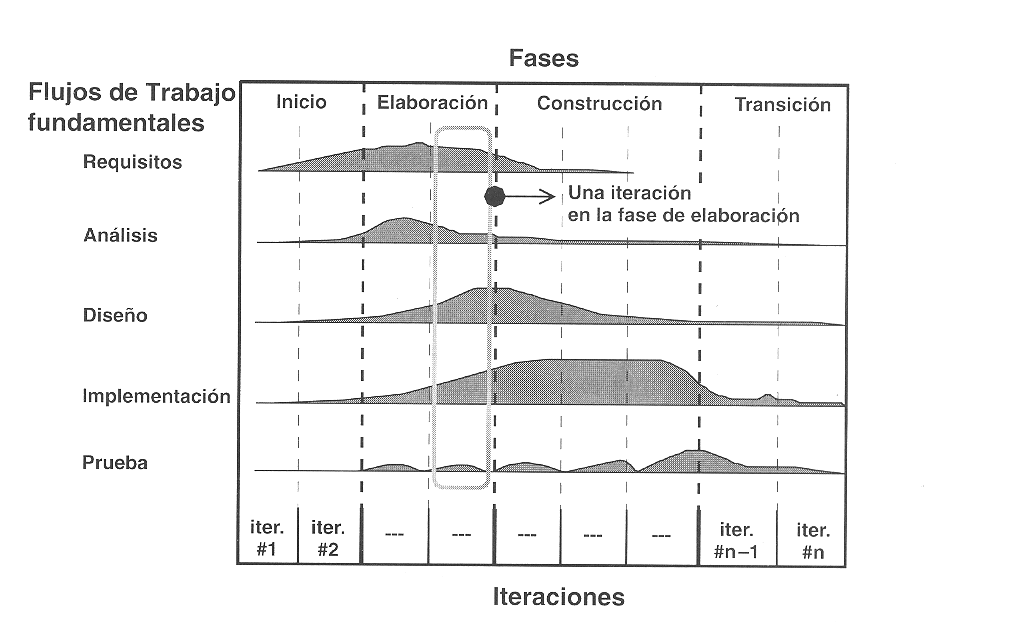 Fases
Flujos de Trabajo
fundamentales
Inicio
Elaboración
Construcción
Transición
Requisitos
Una iteración
en la fase de elaboración
Análisis
Diseño
Implementación
Prueba
iter.
#1
iter.
#2
---
---
---
---
---
iter.
#n–1
iter.
#n
Iteraciones